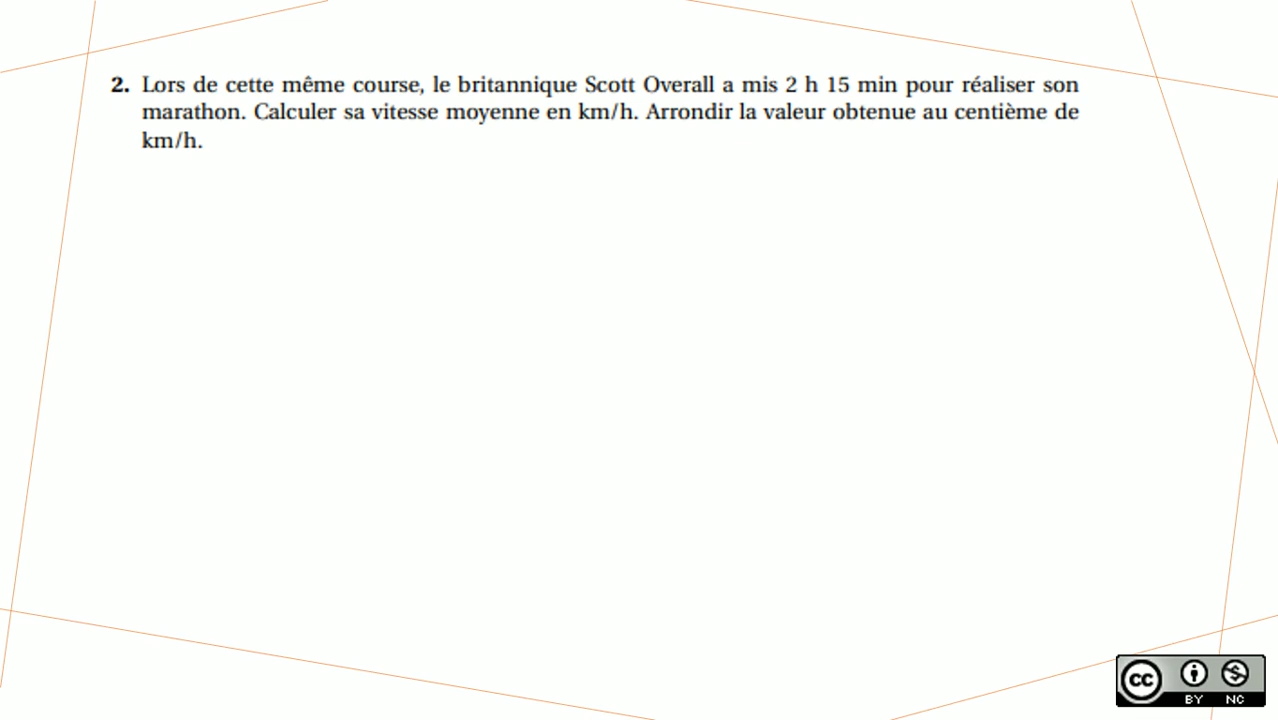 2. Lors de cette même course, le britannique Scott Overall a mis 2 h 15 min pour réaliser son
marathon. Calculer sa vitesse moyenne en km/h. Arrondir la valeur obtenue au centième de
km/h.
cc
BY NC